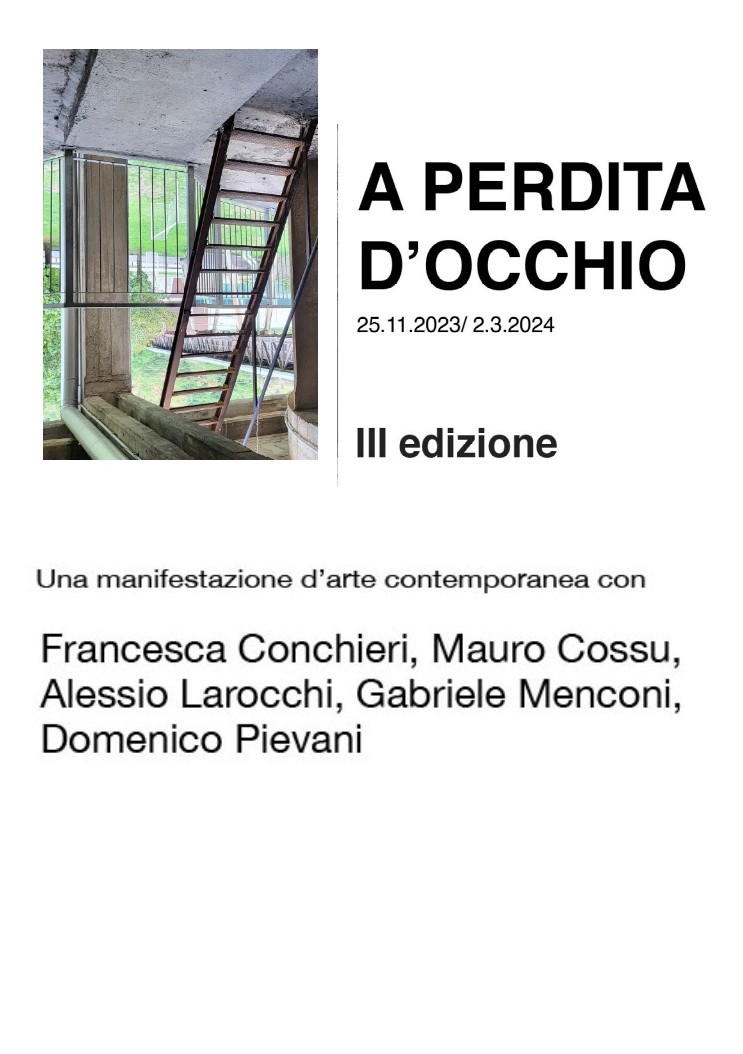 A PERDITA
D’OCCHIO
25.11.2023/ 2.3.2024
III edizione
Una manifestazione d’arte contemporanea con
Francesca Conchieri, Mauro Cossu,
Alessio Larocchi, Gabriele Menconi,
Domenico Pievani